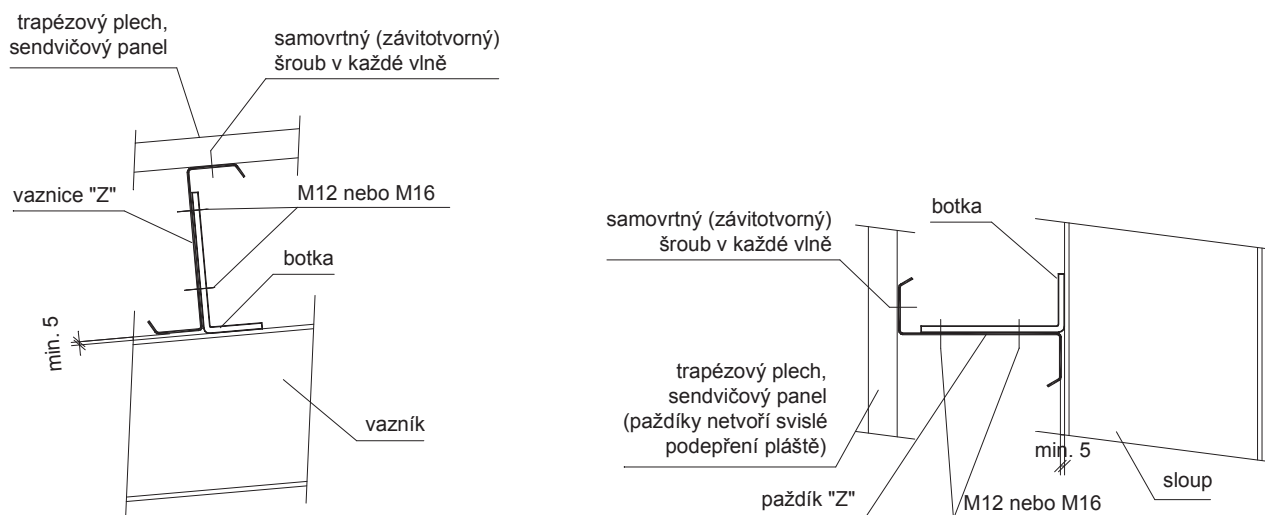 trapézový plech,
sendvičový panel
samovrtný (závitotvorný)
šroub v každé vlně
vaznice "Z"
M12 nebo M16
botka
min. 5
vazník
samovrtný (závitotvorný)
šroub v každé vlně
botka
trapézový plech,
sendvičový panel
(paždíky netvoří svislé
podepření pláště)
min. 5
sloup
paždík "Z"
M12 nebo M16